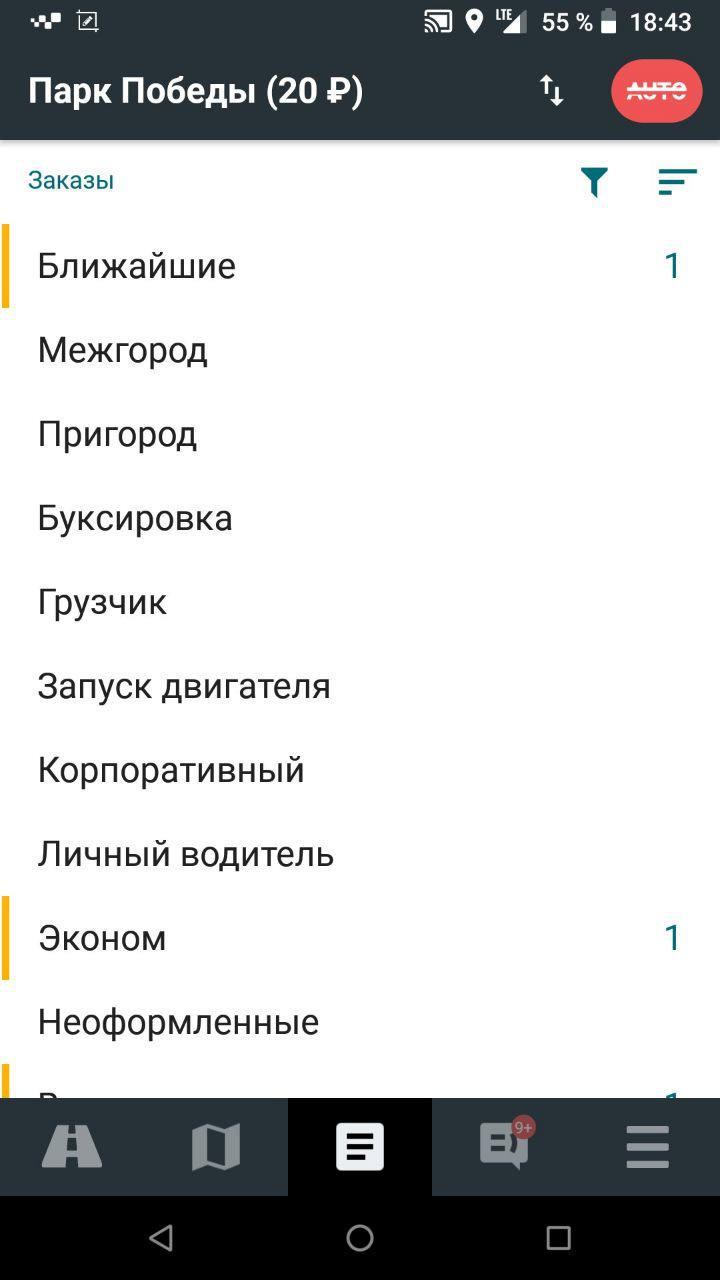 LTE 55 % 18:43
Парк Победы (20 ₽) AUTO
Заказы
Ближайшие 1
Межгород
Пригород
Буксировка
Грузчик
Запуск двигателя
Корпоративный
Личный водитель
Эконом 1
Неоформленные
9+